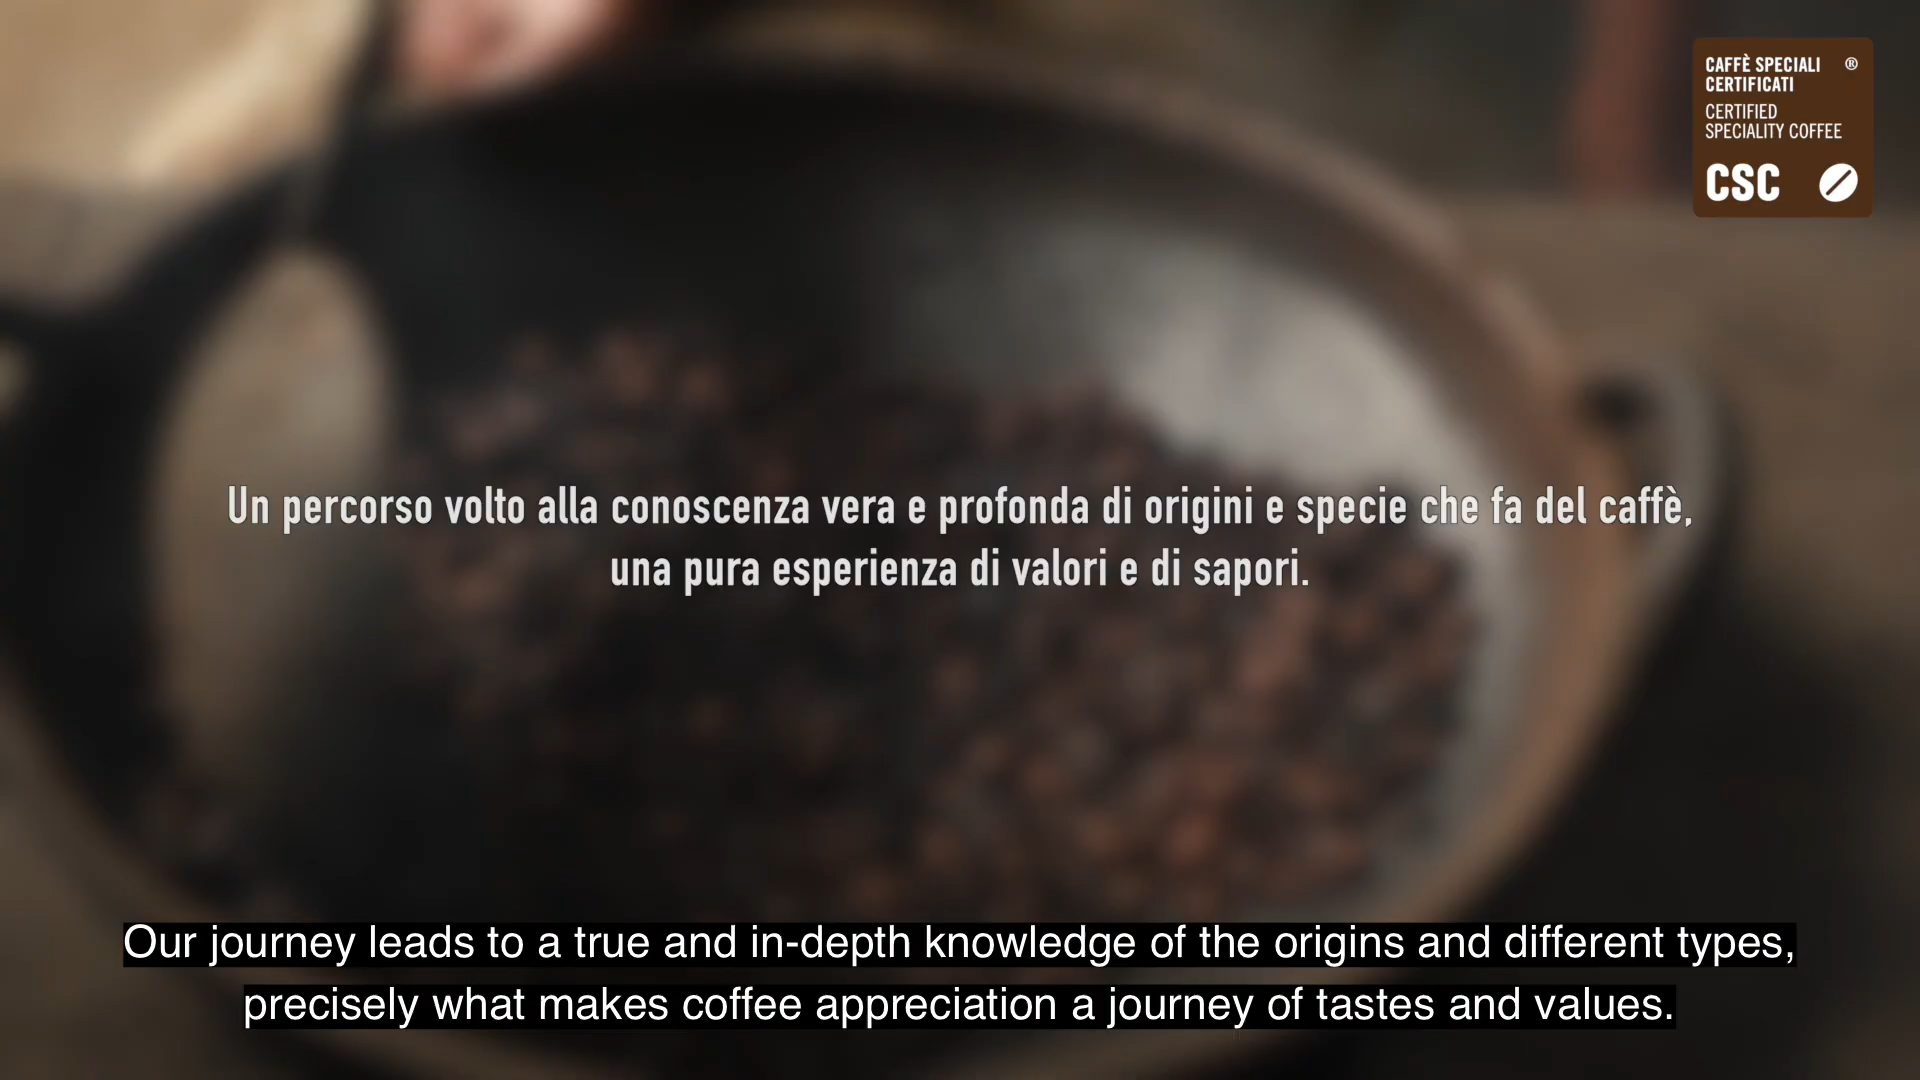 CAFFÈ SPECIALI ®
CERTIFICATI
CERTIFIED
SPECIALITY COFFEE
CSC
Un percorso volto alla conoscenza vera e profonda di origini e specie che fa del caffè,
una pura esperienza di valori e di sapori.
Our journey leads to a true and in-depth knowledge of the origins and different types,
precisely what makes coffee appreciation a journey of tastes and values.